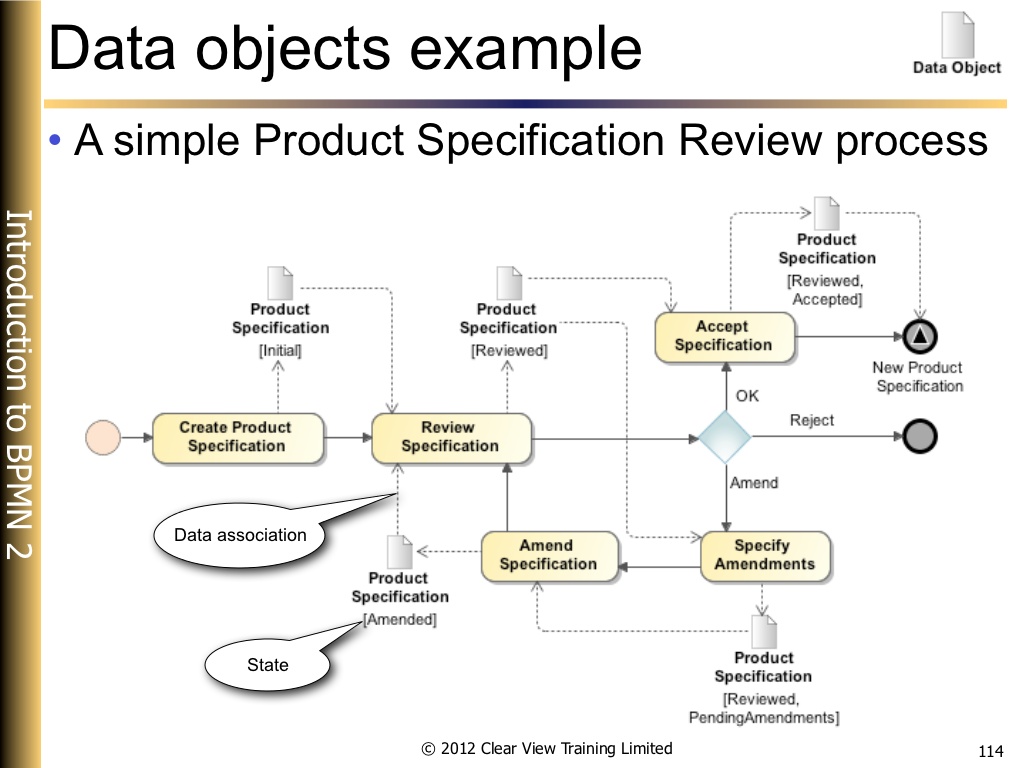 Data objects example
Data Object
• A simple Product Specification Review process
Introduction to BPMN 2
Product
Specification
[Initial]
Product
Specification
[Reviewed]
Product
Specification
[Reviewed,
Accepted]
Accept
Specification
New Product
Specification
OK
Create Product
Specification
Review
Specification
Reject
Amend
Data association
Amend
Specification
Specify
Amendments
Product
Specification
[Amended]
State
Product
Specification
[Reviewed,
PendingAmendments]
© 2012 Clear View Training Limited
114